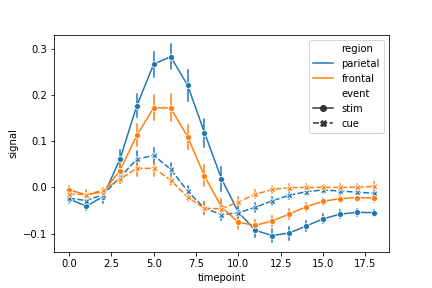 0.3
0.2
0.1
0.0
−0.1
signal
0.0 2.5 5.0 7.5 10.0 12.5 15.0 17.5
timepoint
region
parietal
frontal
event
stim
cue